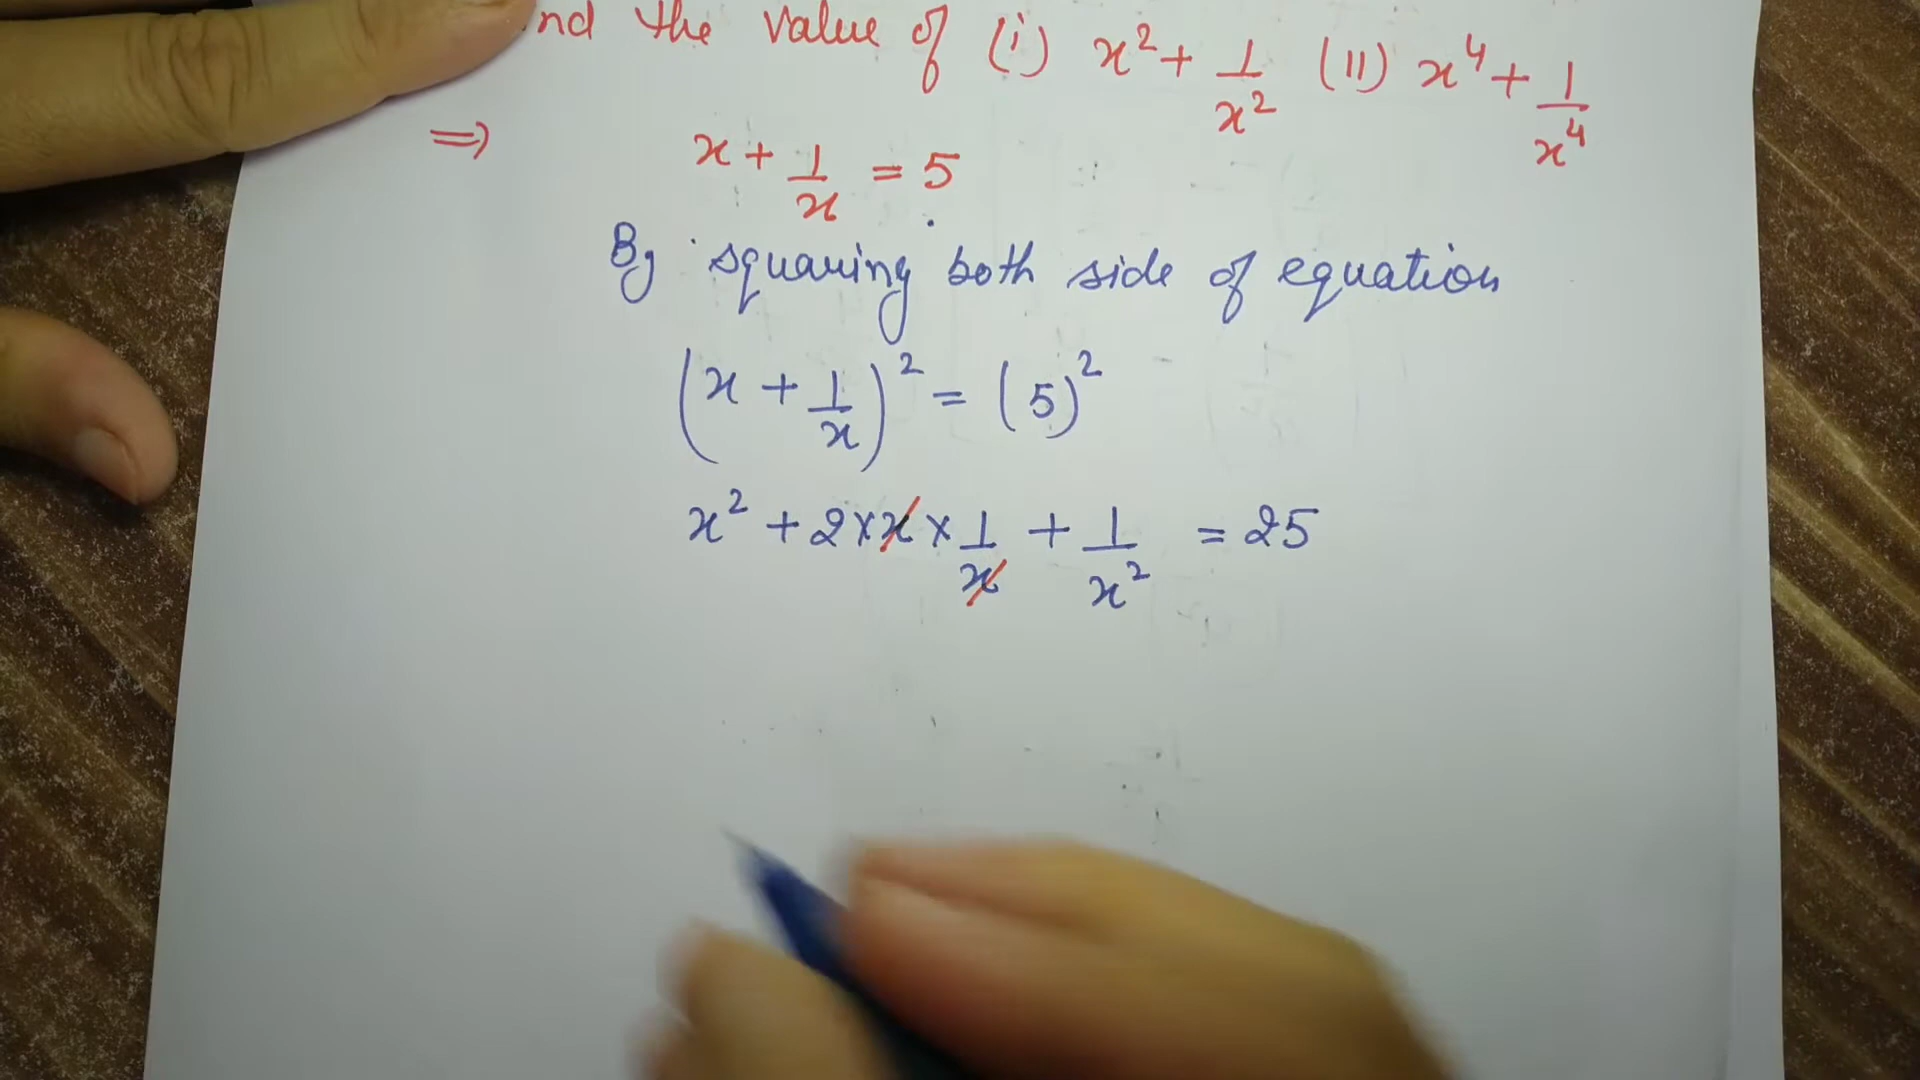 nd the value of (i) x² + 1/x² (II) x⁴ + 1/x⁴
⇒ x + 1/x = 5
By squaring both side of equation
(x + 1/x)² = (5)²
x² + 2 × x × 1/x + 1/x² = 25